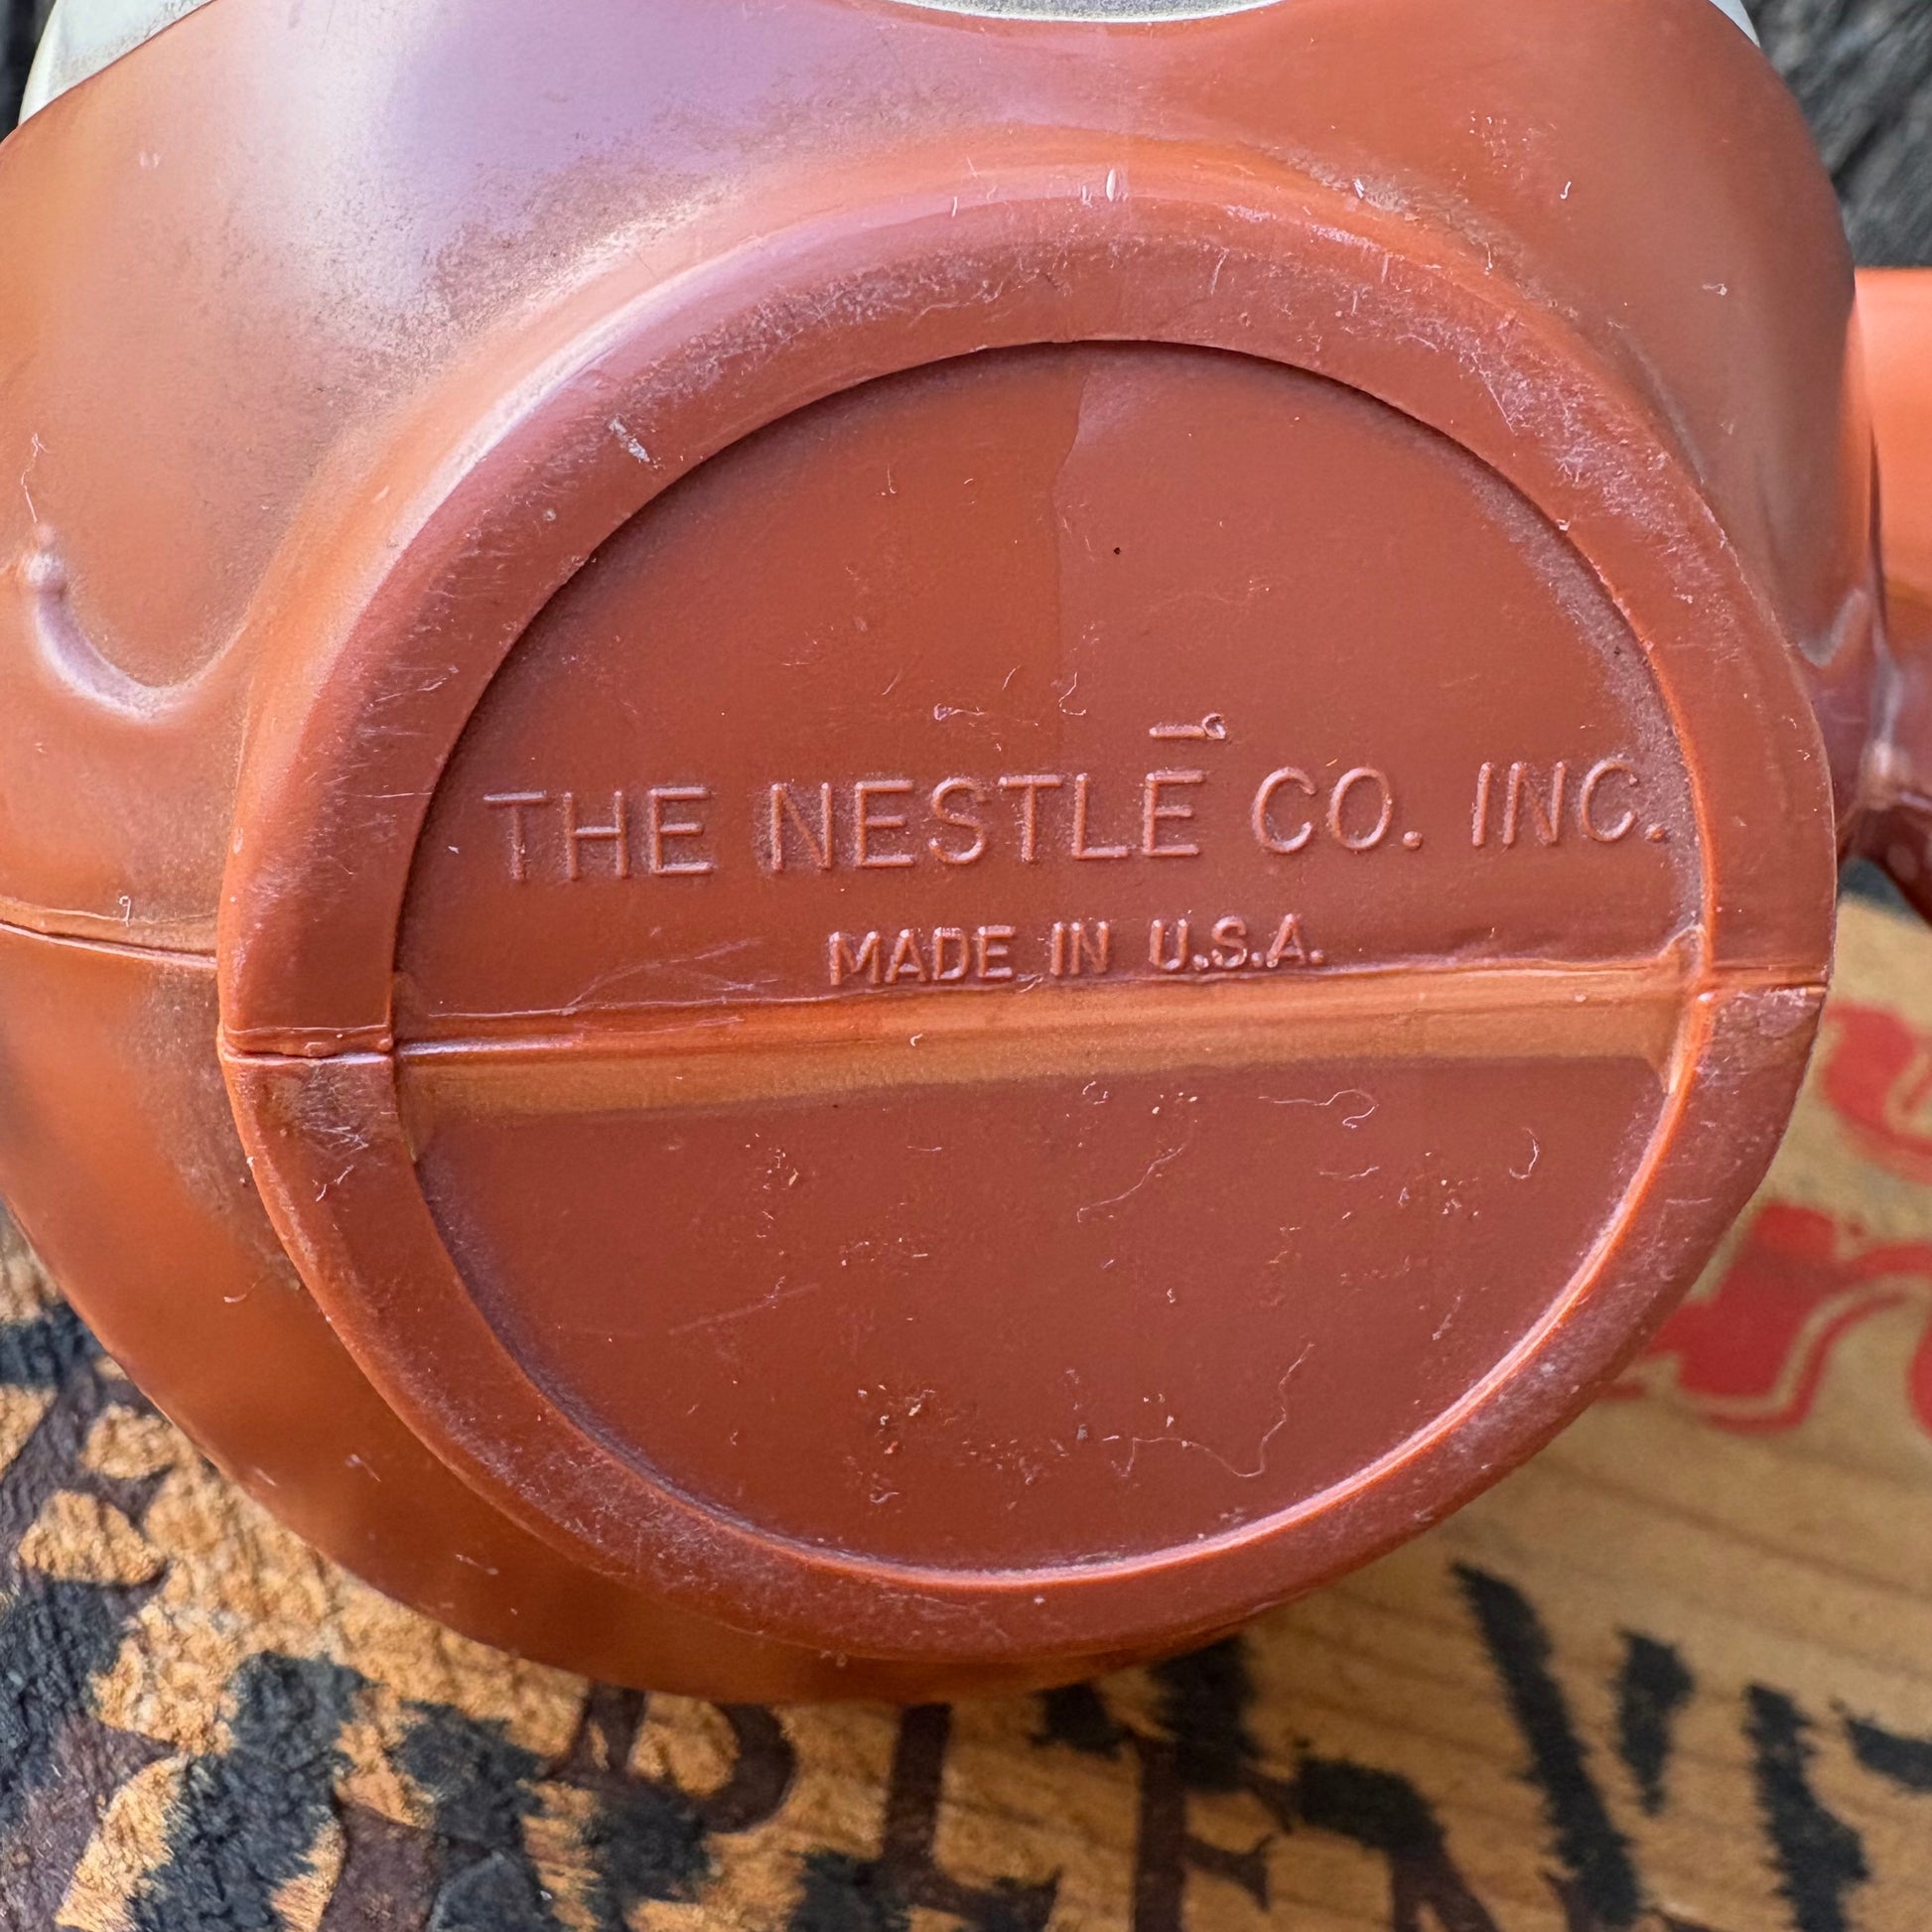 THE NESTLĒ CO. INC.
MADE IN U.S.A.